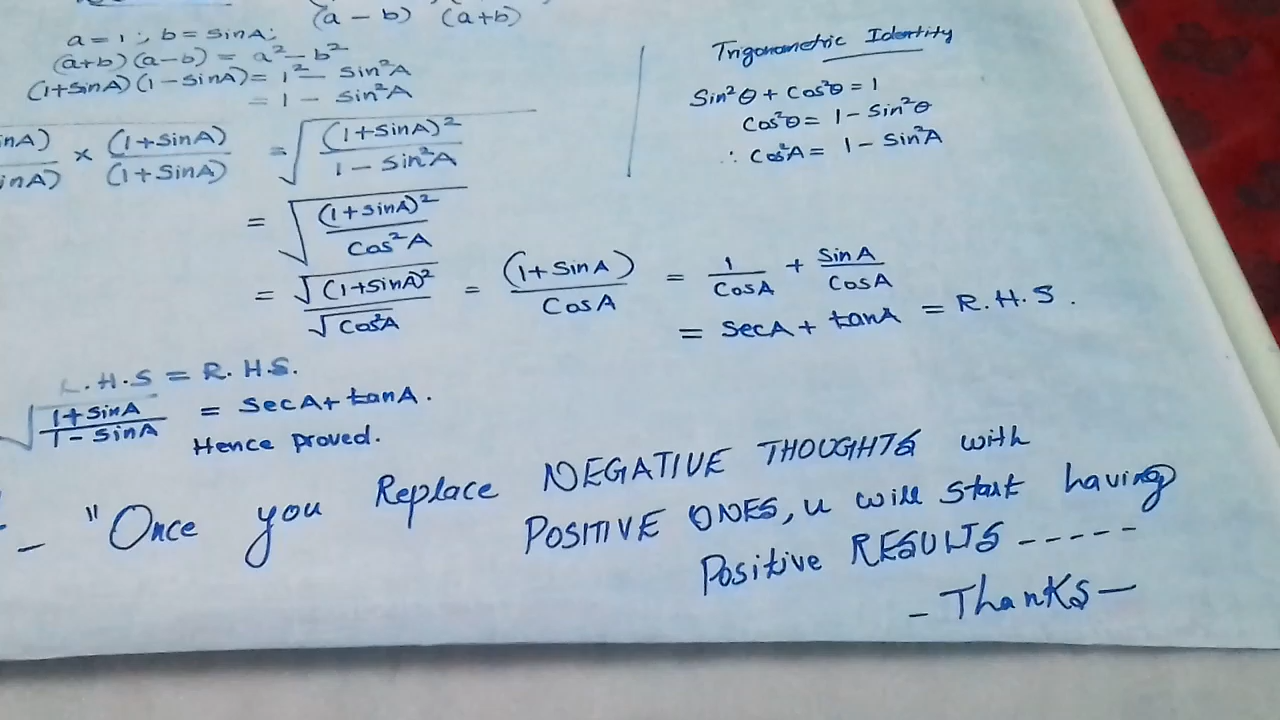 (a - b) (a+b)
a = 1 ; b = sinA;
(a+b)(a-b) = a² - b²
(1+sinA)(1-sinA) = 1² - sin²A
= 1 - sin²A
inA)/inA) × (1+sinA)/(1+sinA) = √((1+sinA)²/(1 - sin²A))
= √((1+sinA)²/Cos²A)
= √(1+sinA)²/√Cos²A = (1+sinA)/CosA = 1/CosA + SinA/CosA
= SecA + tanA = R.H.S.
Trigonometric Identity
Sin²θ + Cos²θ = 1
Cos²θ = 1 - Sin²θ
∴ Cos²A = 1 - Sin²A
L.H.S = R.H.S.
√((1+sinA)/(1-sinA)) = SecA + tanA.
Hence proved.
- "Once you Replace NEGATIVE THOUGHTS with
POSITIVE ONES, u will start having
Positive RESULTS -----
- Thanks -